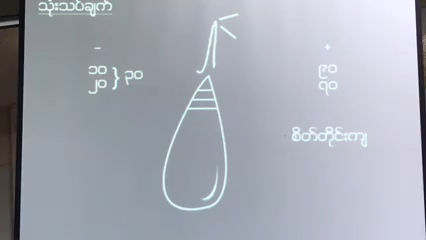 သုံးသပ်ချက်
- +
၁၀ ၉၀
၂၀ } ၃၀ ၇၀
စိတ်တိုင်းကျ